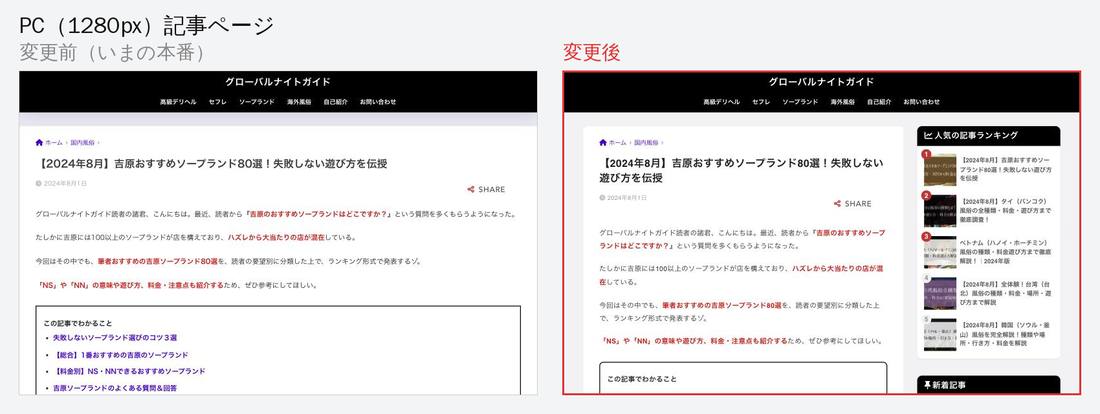 PC（1280px）記事ページ
変更前（いまの本番）
グローバルナイトガイド
高級デリヘル セフレ ソープランド 海外風俗 自己紹介 お問い合わせ
ホーム › 国内風俗 ›
【2024年8月】吉原おすすめソープランド80選！失敗しない遊び方を伝授
2024年8月1日
SHARE
グローバルナイトガイド読者の諸君、こんにちは。最近、読者から「吉原のおすすめソープランドはどこですか？」という質問を多くもらうようになった。
たしかに吉原には100以上のソープランドが店を構えており、ハズレから大当たりの店が混在している。
今回はその中でも、筆者おすすめの吉原ソープランド80選を、読者の要望別に分類した上で、ランキング形式で発表するゾ。
「NS」や「NN」の意味や遊び方、料金・注意点も紹介するため、ぜひ参考にしてほしい。
この記事でわかること
• 失敗しないソープランド選びのコツ３選
• 【総合】1番おすすめの吉原のソープランド
• 【料金別】NS・NNできるおすすめソープランド
• 吉原ソープランドのよくある質問＆回答
変更後
グローバルナイトガイド
高級デリヘル セフレ ソープランド 海外風俗 自己紹介 お問い合わせ
ホーム › 国内風俗 ›
【2024年8月】吉原おすすめソープランド80選！失敗しない
遊び方を伝授
2024年8月1日
SHARE
グローバルナイトガイド読者の諸君、こんにちは。最近、読者から「吉原のおすすめソープ
ランドはどこですか？」という質問を多くもらうようになった。
たしかに吉原には100以上のソープランドが店を構えており、ハズレから大当たりの店が混
在している。
今回はその中でも、筆者おすすめの吉原ソープランド80選を、読者の要望別に分類した上
で、ランキング形式で発表するゾ。
「NS」や「NN」の意味や遊び方、料金・注意点も紹介するため、ぜひ参考にしてほしい。
この記事でわかること
人気の記事ランキング
1
【2024年8月】吉原おすすめソー
プランド80選！失敗しない遊び方
を伝授
2
【2024年8月】タイ（バンコク）
風俗の全種類・料金・遊び方まで
徹底調査！
3
ベトナム（ハノイ・ホーチミン）
風俗の種類・料金遊び方まで徹底
解説！｜2024年版
4
【2024年8月】全体験！台湾（台
北）風俗の種類・料金・場所・遊
び方まで解説
5
【2024年8月】韓国（ソウル・釜
山）風俗を完全解説！種類や場
所・行き方・料金を解説
新着記事